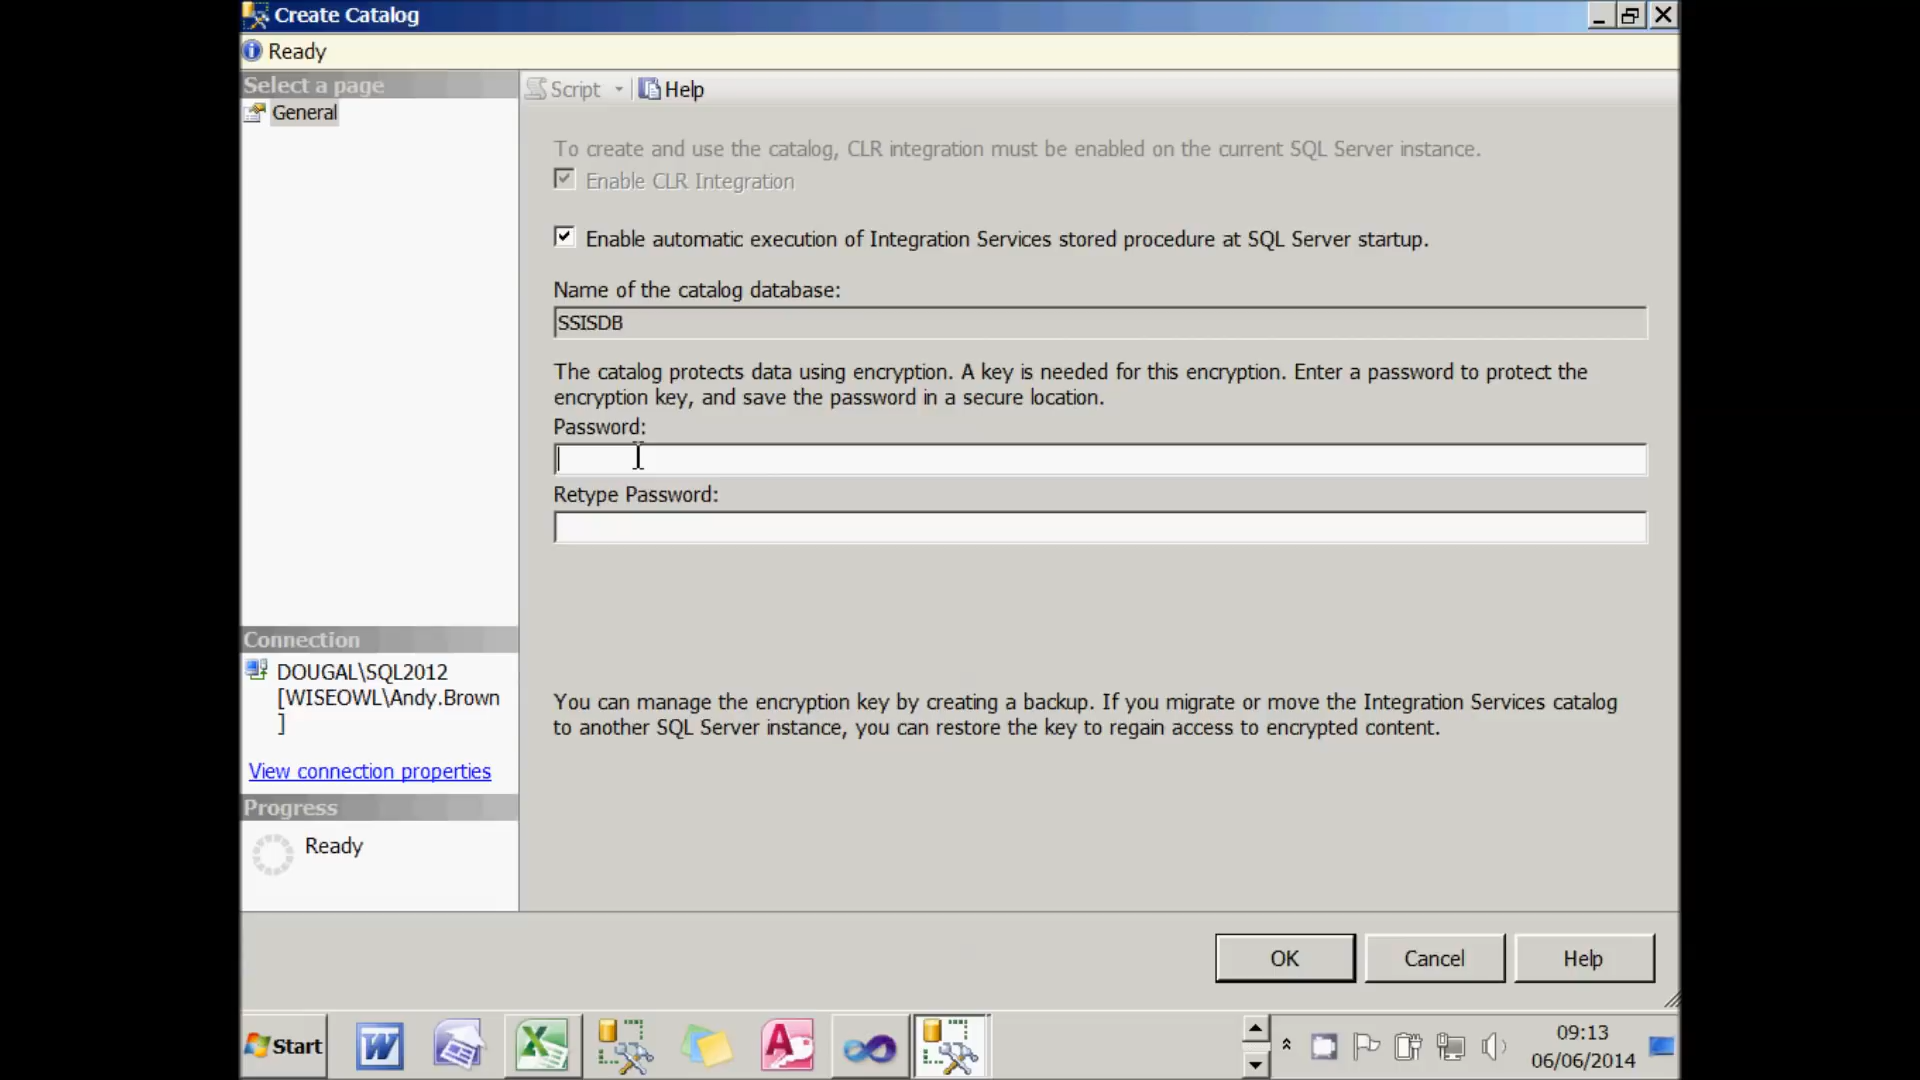 Create Catalog
Ready
Select a page
General
Script
Help
To create and use the catalog, CLR integration must be enabled on the current SQL Server instance.
Enable CLR Integration
Enable automatic execution of Integration Services stored procedure at SQL Server startup.
Name of the catalog database:
SSISDB
The catalog protects data using encryption. A key is needed for this encryption. Enter a password to protect the
encryption key, and save the password in a secure location.
Password:
Retype Password:
Connection
DOUGAL\SQL2012
[WISEOWL\Andy.Brown
]
View connection properties
You can manage the encryption key by creating a backup. If you migrate or move the Integration Services catalog
to another SQL Server instance, you can restore the key to regain access to encrypted content.
Progress
Ready
OK
Cancel
Help
Start
09:13
06/06/2014